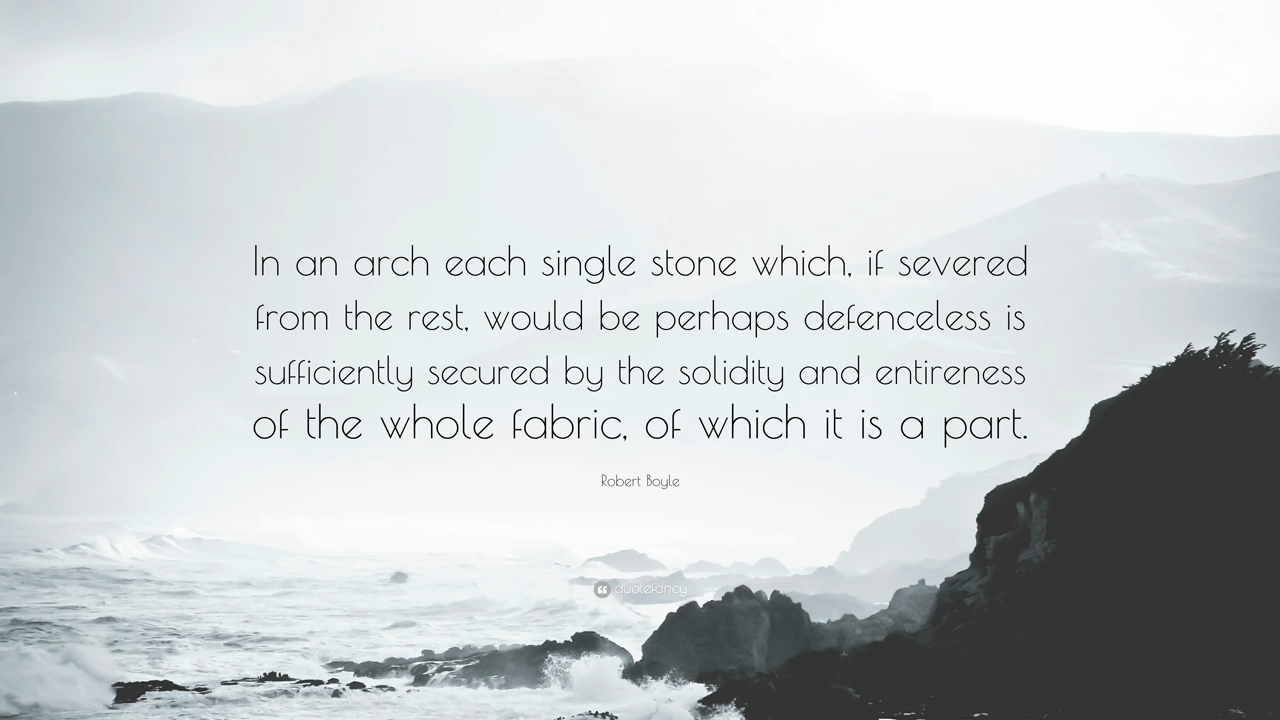 In an arch each single stone which, if severed
from the rest, would be perhaps defenceless is
sufficiently secured by the solidity and entireness
of the whole fabric, of which it is a part.
Robert Boyle
quotefancy